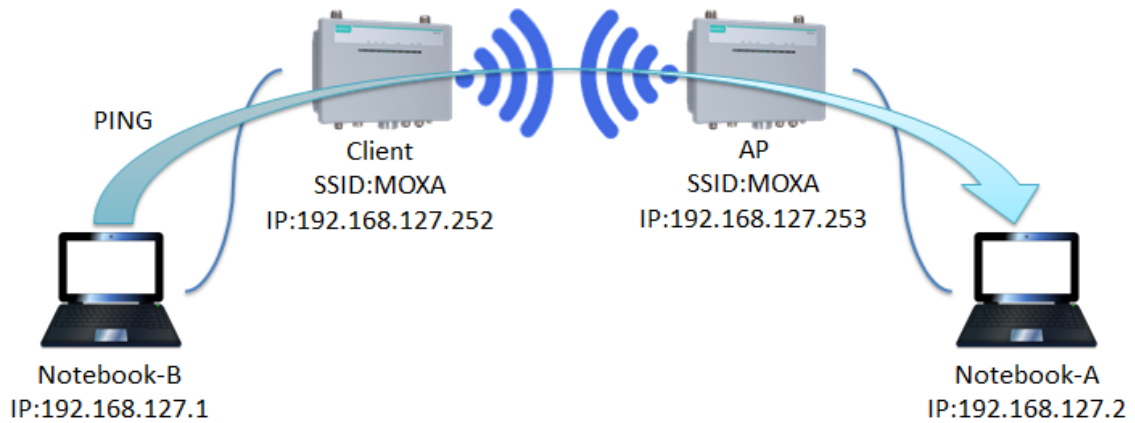 PING
Client
SSID:MOXA
IP:192.168.127.252
AP
SSID:MOXA
IP:192.168.127.253
Notebook-B
IP:192.168.127.1
Notebook-A
IP:192.168.127.2